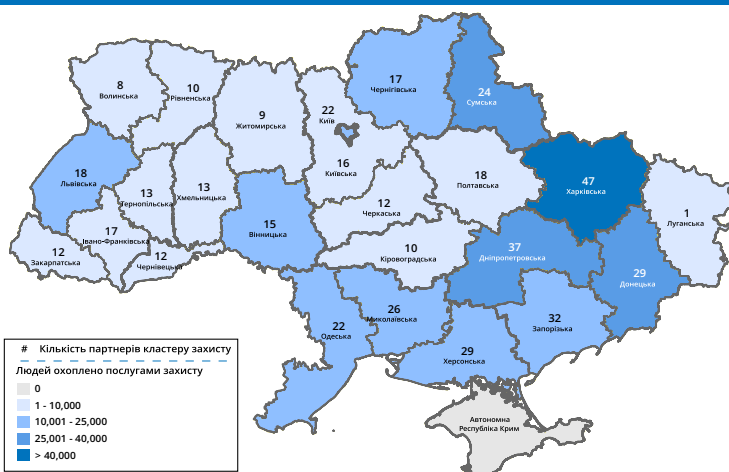 8
Волинська
10
Рівненська
9
Житомирська
22
Київ
17
Чернігівська
24
Сумська
18
Львівська
13
Тернопільська
13
Хмельницька
16
Київська
18
Полтавська
47
Харківська
1
Луганська
12
Закарпатська
17
Івано-Франківська
12
Чернівецька
15
Вінницька
12
Черкаська
10
Кіровоградська
37
Дніпропетровська
29
Донецька
22
Одеська
26
Миколаївська
29
Херсонська
32
Запорізька
Автономна
Республіка Крим
# Кількість партнерів кластеру захисту
Людей охоплено послугами захисту
0
1 - 10,000
10,001 - 25,000
25,001 - 40,000
> 40,000